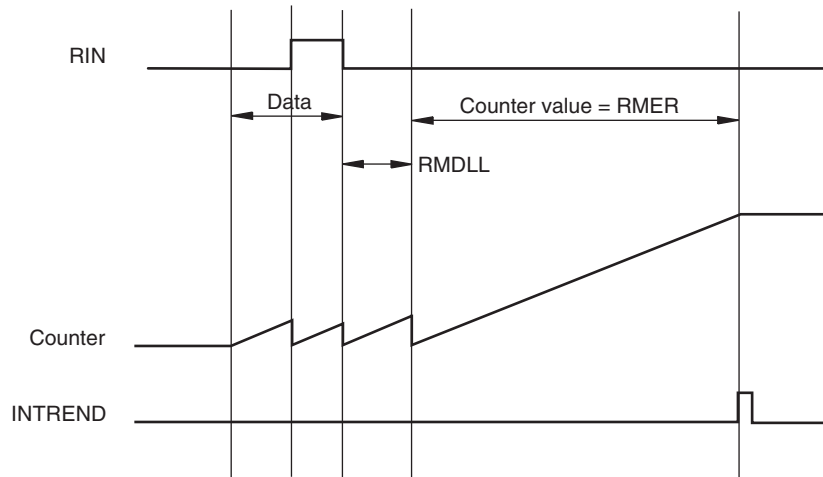 RIN
Data
Counter value = RMER
RMDLL
Counter
INTREND